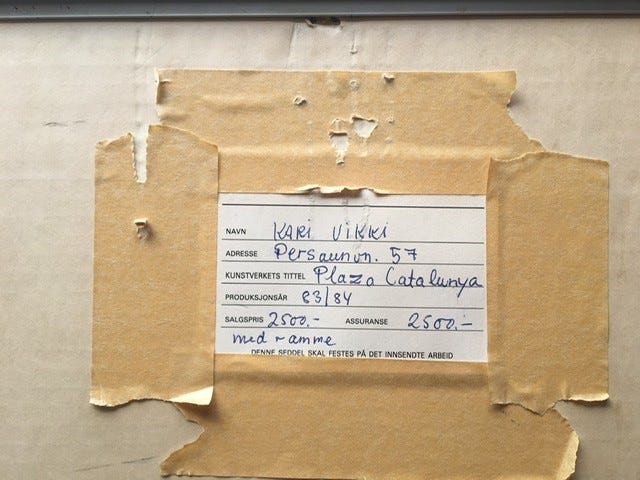 NAVN KARI VIKKI
ADRESSE Persaunvn. 57
KUNSTVERKETS TITTEL Plaza Catalunya
PRODUKSJONSÅR 83/84
SALGSPRIS 2500.- ASSURANSE 2500.-
med ramme
DENNE SEDDEL SKAL FESTES PÅ DET INNSENDTE ARBEID